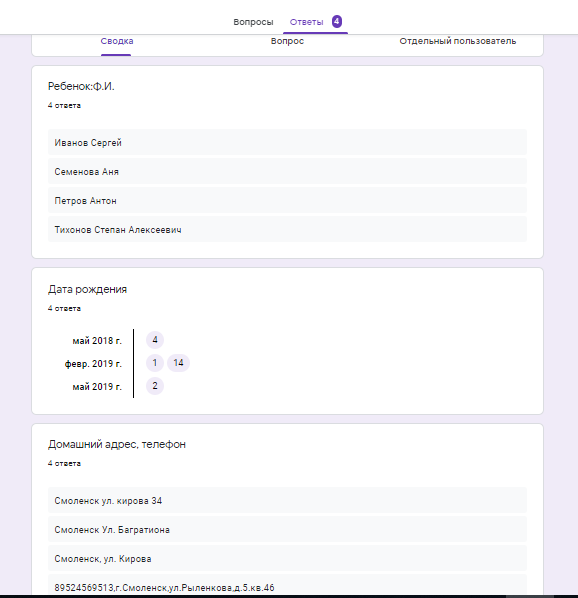 Вопросы Ответы 4
Сводка Вопрос Отдельный пользователь
Ребенок:Ф.И.
4 ответа
Иванов Сергей
Семенова Аня
Петров Антон
Тихонов Степан Алексеевич
Дата рождения
4 ответа
май 2018 г. 4
февр. 2019 г. 1 14
май 2019 г. 2
Домашний адрес, телефон
4 ответа
Смоленск ул. кирова 34
Смоленск Ул. Багратиона
Смоленск, ул. Кирова
89524569513,г.Смоленск,ул.Рыленкова,д.5.кв.46